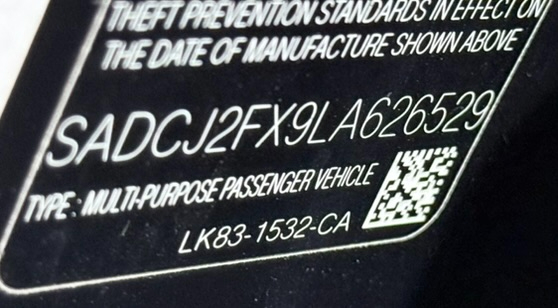 THEFT PREVENTION STANDARDS IN EFFECT ON
THE DATE OF MANUFACTURE SHOWN ABOVE
SADCJ2FX9LA626529
TYPE: MULTI-PURPOSE PASSENGER VEHICLE
LK83-1532-CA